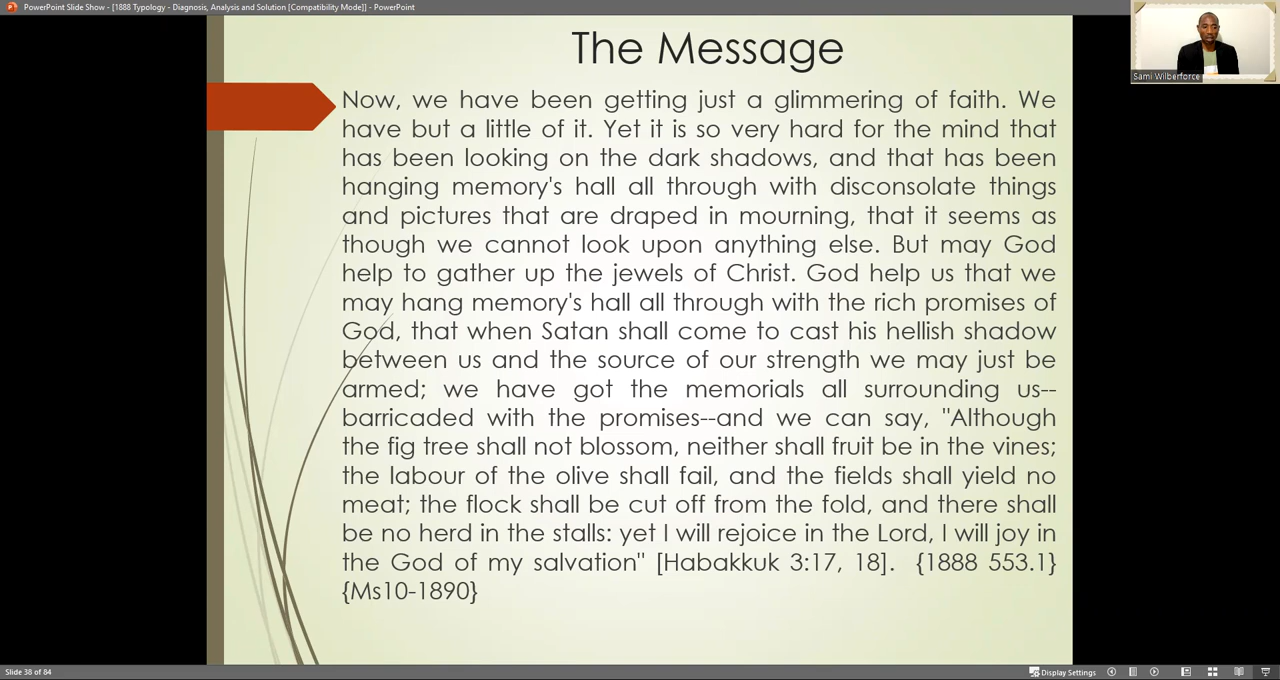 PowerPoint Slide Show - [1888 Typology - Diagnosis, Analysis and Solution [Compatibility Mode]] - PowerPoint
Sami Wilberforce
The Message
Now, we have been getting just a glimmering of faith. We
have but a little of it. Yet it is so very hard for the mind that
has been looking on the dark shadows, and that has been
hanging memory's hall all through with disconsolate things
and pictures that are draped in mourning, that it seems as
though we cannot look upon anything else. But may God
help to gather up the jewels of Christ. God help us that we
may hang memory's hall all through with the rich promises of
God, that when Satan shall come to cast his hellish shadow
between us and the source of our strength we may just be
armed; we have got the memorials all surrounding us--
barricaded with the promises--and we can say, "Although
the fig tree shall not blossom, neither shall fruit be in the vines;
the labour of the olive shall fail, and the fields shall yield no
meat; the flock shall be cut off from the fold, and there shall
be no herd in the stalls: yet I will rejoice in the Lord, I will joy in
the God of my salvation" [Habakkuk 3:17, 18].  {1888 553.1}
{Ms10-1890}
Slide 38 of 84
Display Settings